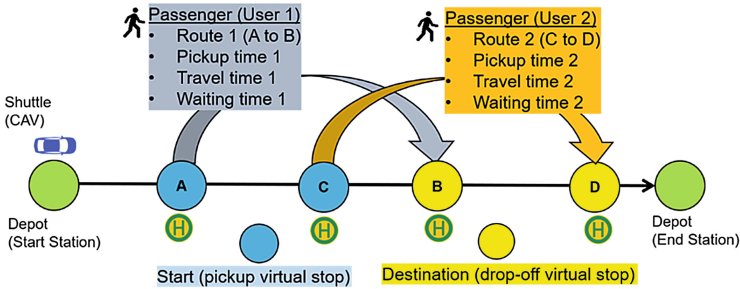 Passenger (User 1)
• Route 1 (A to B)
• Pickup time 1
• Travel time 1
• Waiting time 1
Passenger (User 2)
• Route 2 (C to D)
• Pickup time 2
• Travel time 2
• Waiting time 2
Shuttle
(CAV)
A
C
B
D
H
H
H
H
Depot
(Start Station)
Depot
(End Station)
Start (pickup virtual stop)
Destination (drop-off virtual stop)